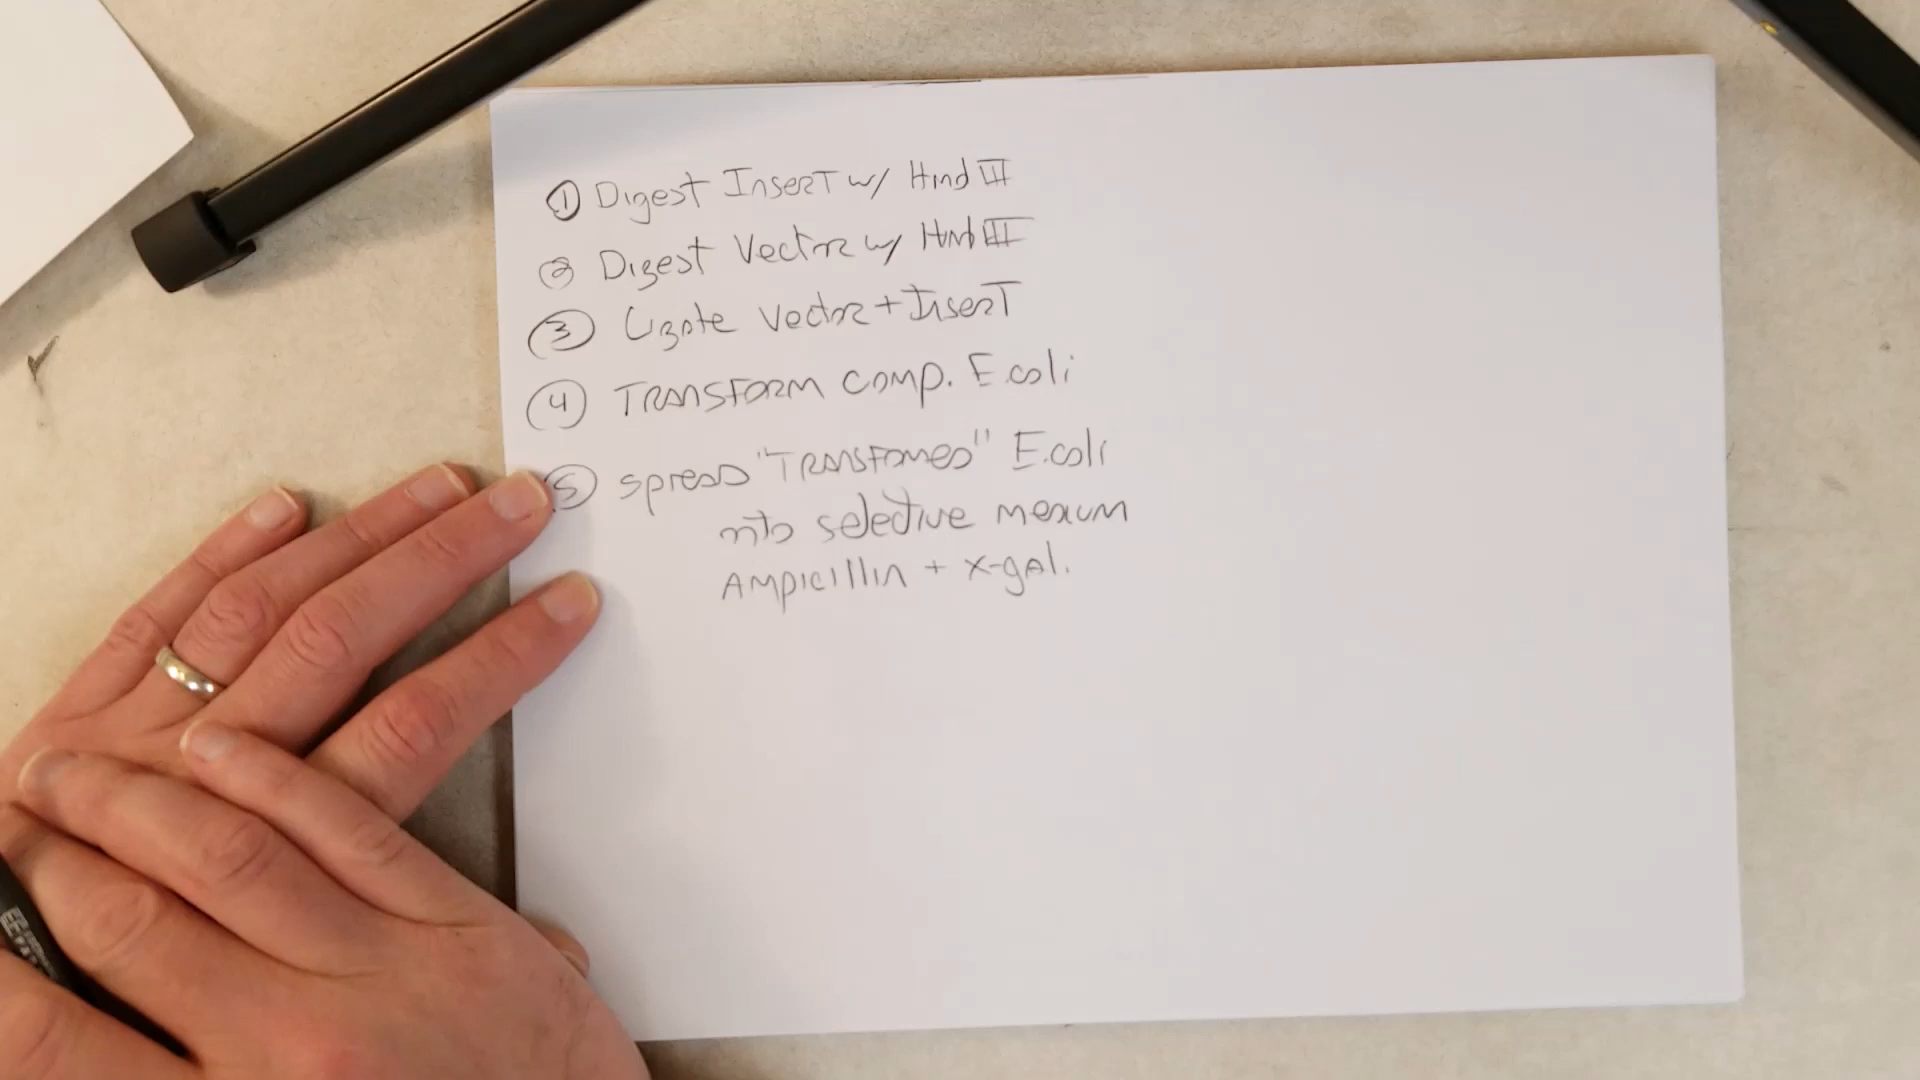 ① Digest Insert w/ Hind III
② Digest Vector w/ Hind III
③ Ligate Vector + Insert
④ TRANSFORM comp. E.coli
⑤ spread "TRANSFORMED" E.coli
onto selective medium
AMpicillin + x-gal.